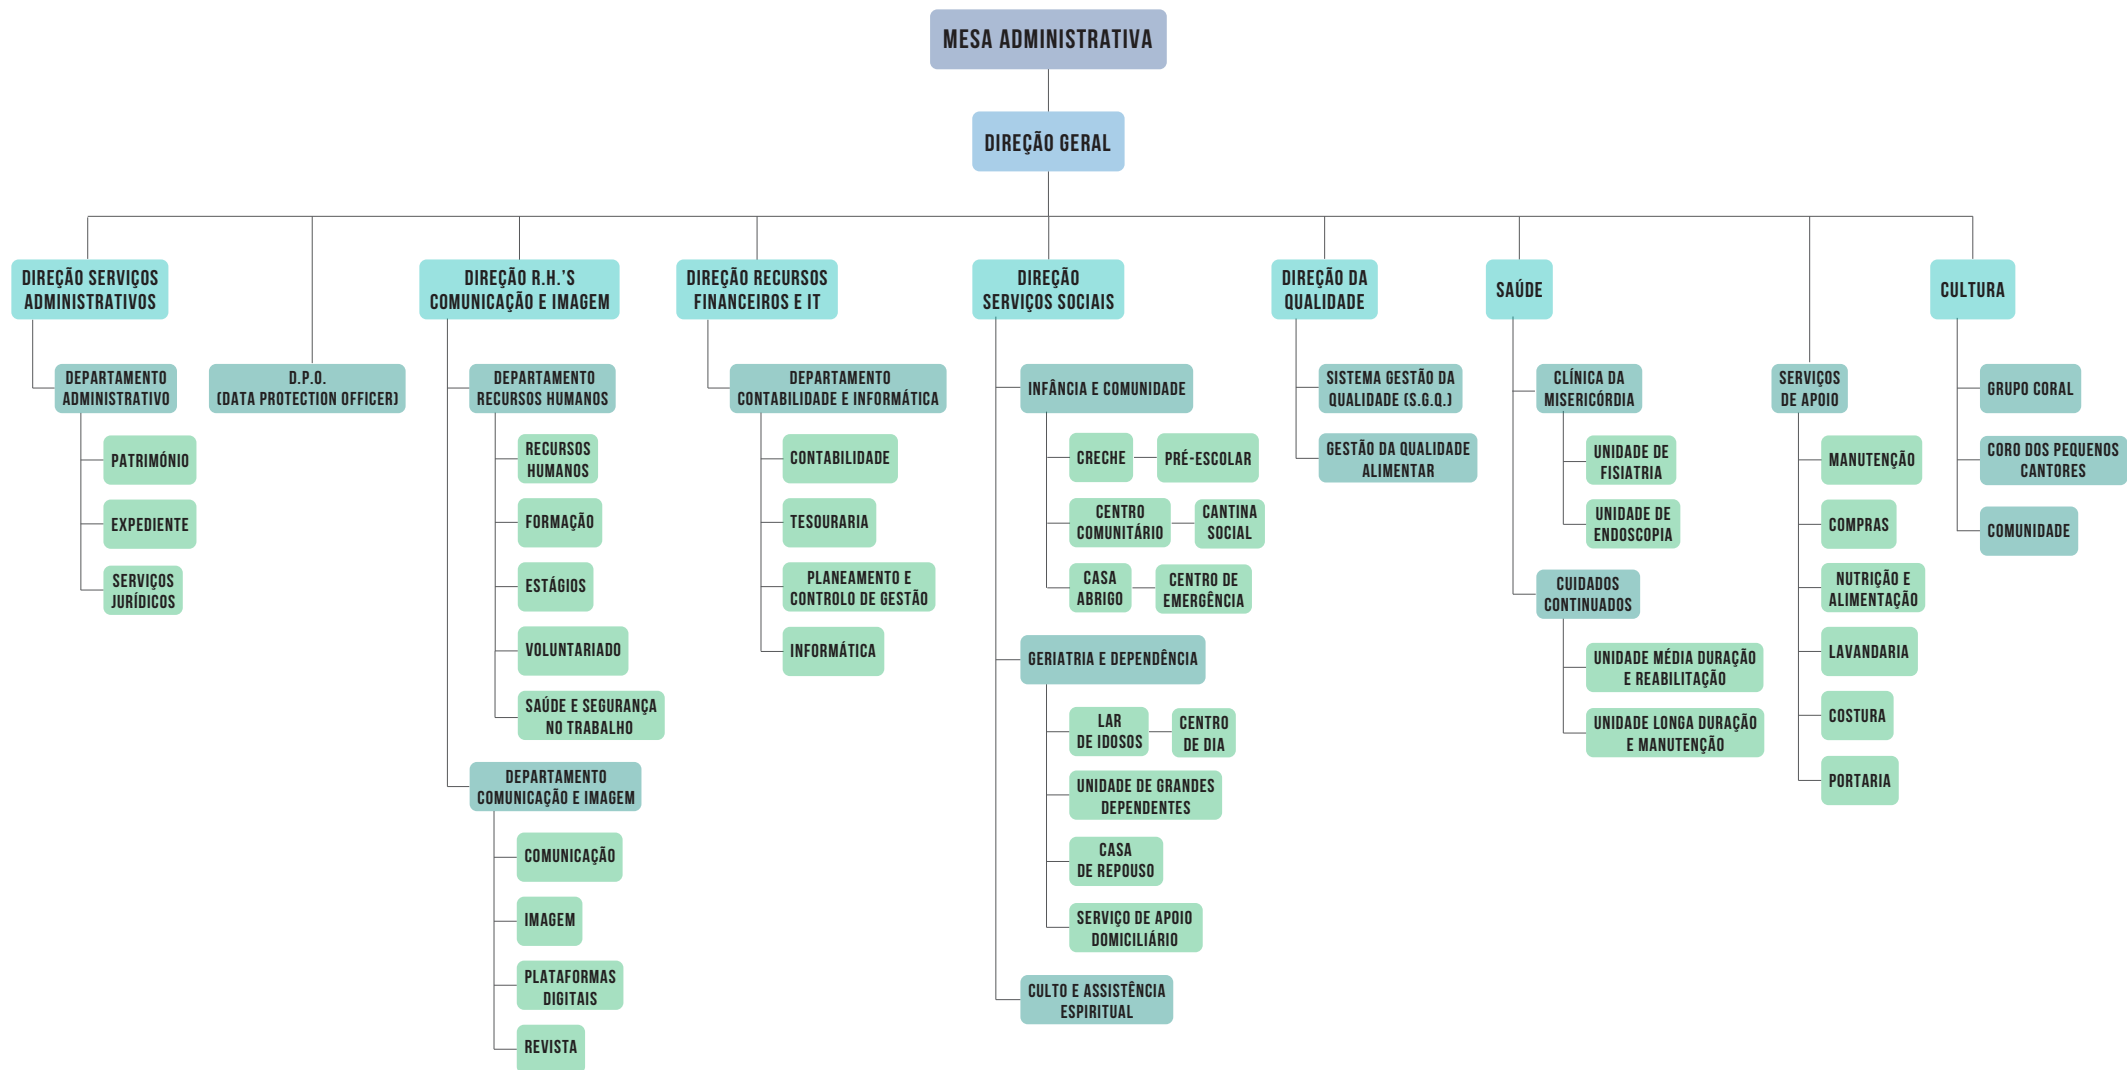 MESA ADMINISTRATIVA
DIREÇÃO GERAL
DIREÇÃO SERVIÇOS
ADMINISTRATIVOS
DEPARTAMENTO
ADMINISTRATIVO
PATRIMÓNIO
EXPEDIENTE
SERVIÇOS
JURÍDICOS
D.P.O.
(DATA PROTECTION OFFICER)
DIREÇÃO R.H.'S
COMUNICAÇÃO E IMAGEM
DEPARTAMENTO
RECURSOS HUMANOS
RECURSOS
HUMANOS
FORMAÇÃO
ESTÁGIOS
VOLUNTARIADO
SAÚDE E SEGURANÇA
NO TRABALHO
DEPARTAMENTO
COMUNICAÇÃO E IMAGEM
COMUNICAÇÃO
IMAGEM
PLATAFORMAS
DIGITAIS
REVISTA
DIREÇÃO RECURSOS
FINANCEIROS E IT
DEPARTAMENTO
CONTABILIDADE E INFORMÁTICA
CONTABILIDADE
TESOURARIA
PLANEAMENTO E
CONTROLO DE GESTÃO
INFORMÁTICA
DIREÇÃO
SERVIÇOS SOCIAIS
INFÂNCIA E COMUNIDADE
CRECHE
PRÉ-ESCOLAR
CENTRO
COMUNITÁRIO
CANTINA
SOCIAL
CASA
ABRIGO
CENTRO DE
EMERGÊNCIA
GERIATRIA E DEPENDÊNCIA
LAR
DE IDOSOS
CENTRO
DE DIA
UNIDADE DE GRANDES
DEPENDENTES
CASA
DE REPOUSO
SERVIÇO DE APOIO
DOMICILIÁRIO
CULTO E ASSISTÊNCIA
ESPIRITUAL
DIREÇÃO DA
QUALIDADE
SISTEMA GESTÃO DA
QUALIDADE (S.G.Q.)
GESTÃO DA QUALIDADE
ALIMENTAR
SAÚDE
CLÍNICA DA
MISERICÓRDIA
UNIDADE DE
FISIATRIA
UNIDADE DE
ENDOSCOPIA
CUIDADOS
CONTINUADOS
UNIDADE MÉDIA DURAÇÃO
E REABILITAÇÃO
UNIDADE LONGA DURAÇÃO
E MANUTENÇÃO
SERVIÇOS
DE APOIO
MANUTENÇÃO
COMPRAS
NUTRIÇÃO E
ALIMENTAÇÃO
LAVANDARIA
COSTURA
PORTARIA
CULTURA
GRUPO CORAL
CORO DOS PEQUENOS
CANTORES
COMUNIDADE